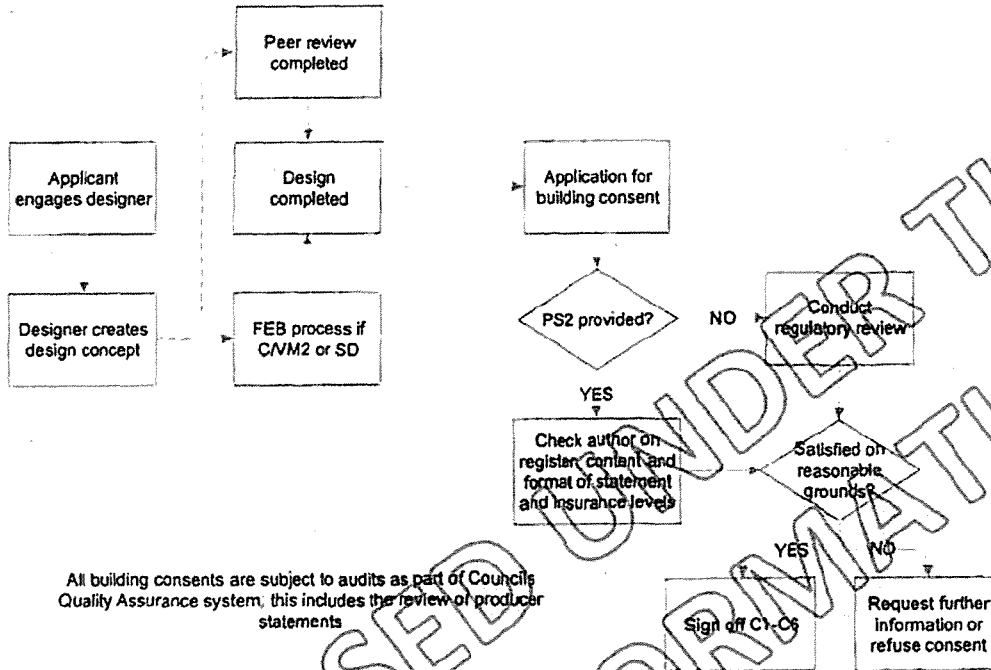 Peer review
completed
Applicant
engages designer
Design
completed
Application for
building consent
Designer creates
design concept
FEB process if
C/VM2 or SD
PS2 provided?
NO
Conduct
regulatory review
YES
Check author on
register, content and
format of statement
and insurance levels
Satisfied on
reasonable
grounds?
YES
NO
Sign off C1-C6
Request further
information or
refuse consent
All building consents are subject to audits as part of Councils
Quality Assurance system, this includes the review of producer
statements
SED UNDER T
ORMATI